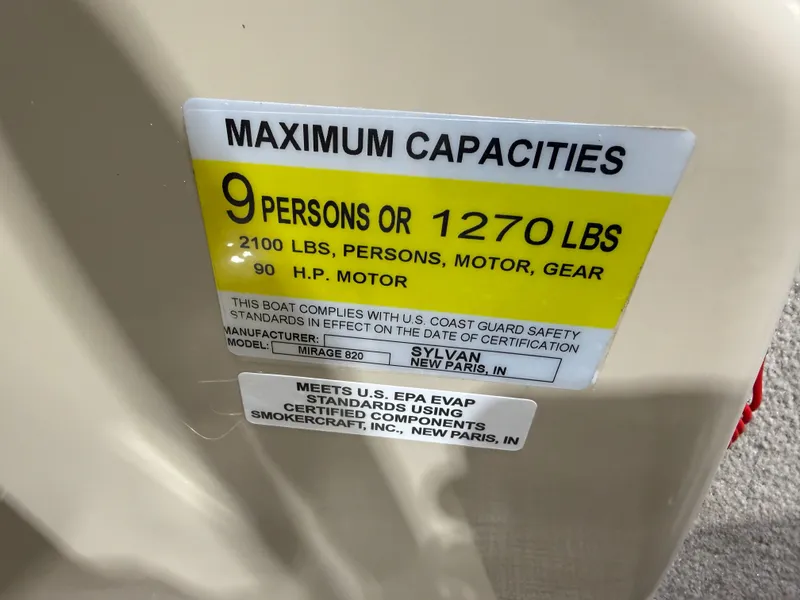 MAXIMUM CAPACITIES
9 PERSONS OR 1270 LBS
2100 LBS, PERSONS, MOTOR, GEAR
90 H.P. MOTOR
THIS BOAT COMPLIES WITH U.S. COAST GUARD SAFETY
STANDARDS IN EFFECT ON THE DATE OF CERTIFICATION
MANUFACTURER: SYLVAN
MODEL: MIRAGE 820 NEW PARIS, IN
MEETS U.S. EPA EVAP
STANDARDS USING
CERTIFIED COMPONENTS
SMOKERCRAFT, INC., NEW PARIS, IN